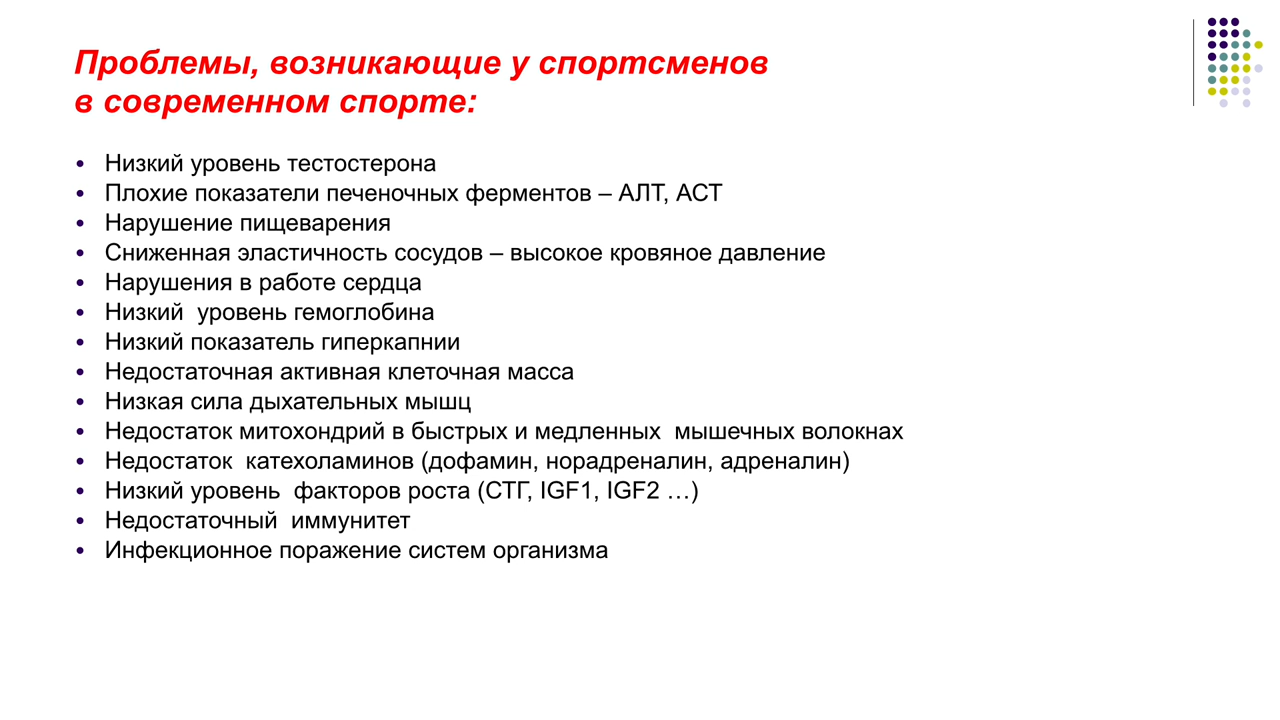 Проблемы, возникающие у спортсменов
в современном спорте:
• Низкий уровень тестостерона
• Плохие показатели печеночных ферментов – АЛТ, АСТ
• Нарушение пищеварения
• Сниженная эластичность сосудов – высокое кровяное давление
• Нарушения в работе сердца
• Низкий  уровень гемоглобина
• Низкий показатель гиперкапнии
• Недостаточная активная клеточная масса
• Низкая сила дыхательных мышц
• Недостаток митохондрий в быстрых и медленных  мышечных волокнах
• Недостаток  катехоламинов (дофамин, норадреналин, адреналин)
• Низкий уровень  факторов роста (СТГ, IGF1, IGF2 …)
• Недостаточный  иммунитет
• Инфекционное поражение систем организма